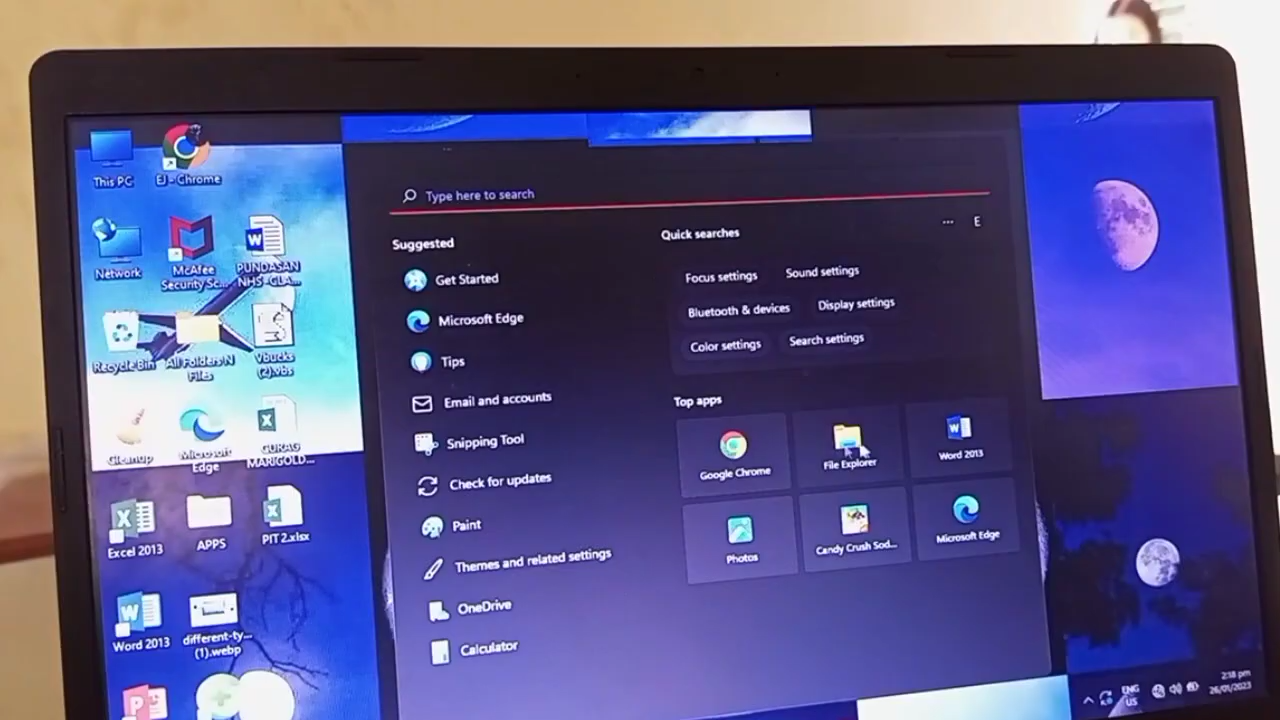 This PC
EJ - Chrome
Network
McAfee
Security Sc...
PUNDASAN
NHS -GLA...
Recycle Bin
All Folders N
Files
Vbucks
(2).vbs
Cleanup
Microsoft
Edge
GURAG
MARIGOLD...
Excel 2013
APPS
PIT 2.xlsx
Word 2013
different-ty...
(1).webp
Type here to search
Suggested
Get Started
Microsoft Edge
Tips
Email and accounts
Snipping Tool
Check for updates
Paint
Themes and related settings
OneDrive
Calculator
Quick searches
... E
Focus settings
Sound settings
Bluetooth & devices
Display settings
Color settings
Search settings
Top apps
Google Chrome
File Explorer
Word 2013
Photos
Candy Crush Sod...
Microsoft Edge
ENG
US
2:18 pm
26/01/2023